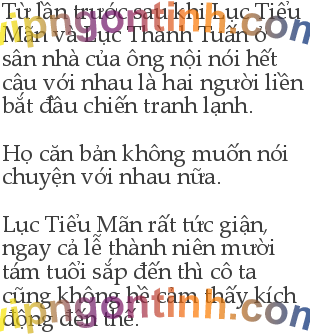 Từ lần trước sau khi Lục Tiểu
Mãn và Lục Thành Tuấn ở
sân nhà của ông nội nói hết
câu với nhau là hai người liền
bắt đầu chiến tranh lạnh.
Họ căn bản không muốn nói
chuyện với nhau nữa.
Lục Tiểu Mãn rất tức giận,
ngay cả lễ thành niên mười
tám tuổi sắp đến thì cô ta
cũng không hề cảm thấy kích
động đến thế.